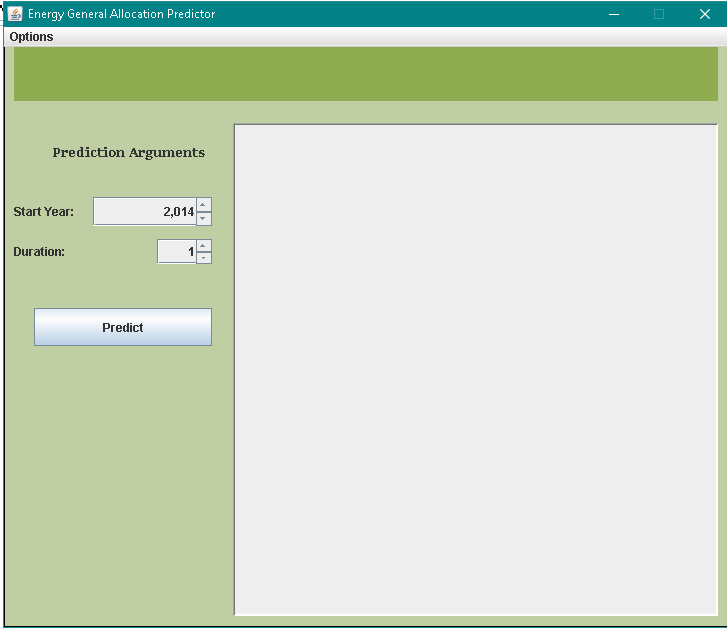 Energy General Allocation Predictor
Options
Prediction Arguments
Start Year: 2,014
Duration: 1
Predict